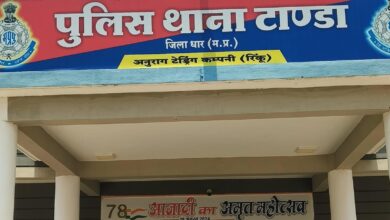 पुलिस थाना टाण्डा
जिला धार (म.प्र.)
अनुराग ट्रेडिंग कम्पनी (रिंकू)
78 आजादी का अमृत महोत्सव